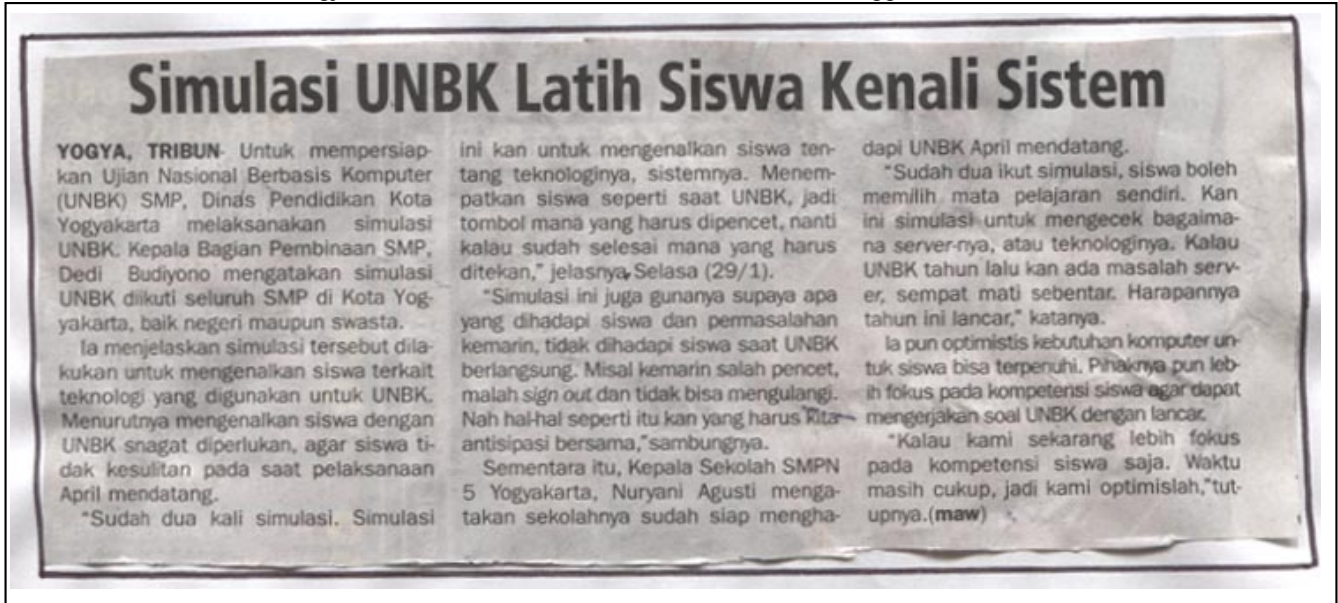 Simulasi UNBK Latih Siswa Kenali Sistem
YOGYA, TRIBUN- Untuk mempersiap-
kan Ujian Nasional Berbasis Komputer
(UNBK) SMP, Dinas Pendidikan Kota
Yogyakarta melaksanakan simulasi
UNBK. Kepala Bagian Pembinaan SMP,
Dedi Budiyono mengatakan simulasi
UNBK diikuti seluruh SMP di Kota Yog-
yakarta, baik negeri maupun swasta.
Ia menjelaskan simulasi tersebut dila-
kukan untuk mengenalkan siswa terkait
teknologi yang digunakan untuk UNBK.
Menurutnya mengenalkan siswa dengan
UNBK snagat diperlukan, agar siswa ti-
dak kesulitan pada saat pelaksanaan
April mendatang.
"Sudah dua kali simulasi. Simulasi
ini kan untuk mengenalkan siswa ten-
tang teknologinya, sistemnya. Menem-
patkan siswa seperti saat UNBK, jadi
tombol mana yang harus dipencet, nanti
kalau sudah selesai mana yang harus
ditekan," jelasnya, Selasa (29/1).
"Simulasi ini juga gunanya supaya apa
yang dihadapi siswa dan permasalahan
kemarin, tidak dihadapi siswa saat UNBK
berlangsung. Misal kemarin salah pencet,
malah sign out dan tidak bisa mengulangi.
Nah hal-hal seperti itu kan yang harus kita
antisipasi bersama,"sambungnya.
Sementara itu, Kepala Sekolah SMPN
5 Yogyakarta, Nuryani Agusti menga-
takan sekolahnya sudah siap mengha-
dapi UNBK April mendatang.
"Sudah dua ikut simulasi, siswa boleh
memilih mata pelajaran sendiri. Kan
ini simulasi untuk mengecek bagaima-
na server-nya, atau teknologinya. Kalau
UNBK tahun lalu kan ada masalah serv-
er, sempat mati sebentar. Harapannya
tahun ini lancar," katanya.
Ia pun optimistis kebutuhan komputer un-
tuk siswa bisa terpenuhi. Pihaknya pun leb-
ih fokus pada kompetensi siswa agar dapat
mengerjakan soal UNBK dengan lancar.
"Kalau kami sekarang lebih fokus
pada kompetensi siswa saja. Waktu
masih cukup, jadi kami optimislah,"tut-
upnya.(maw)